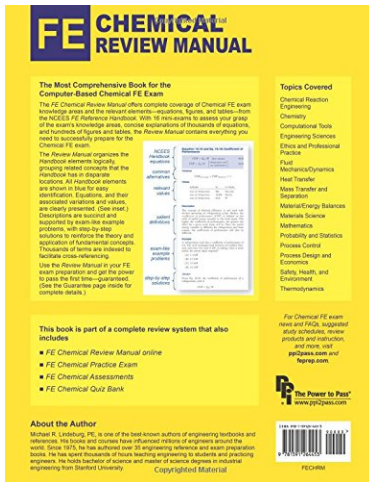 FE CHEMICAL
REVIEW MANUAL
The Most Comprehensive Book for the
Computer-Based Chemical FE Exam
The FE Chemical Review Manual offers complete coverage of Chemical FE exam
knowledge areas and the relevant elements—equations, figures, and tables—from
the NCEES FE Reference Handbook. With 16 mini-exams to assess your grasp
of the exam's knowledge areas, concise explanations of thousands of equations,
and hundreds of figures and tables, the Review Manual contains everything you
need to successfully prepare for the
Chemical FE exam.
The Review Manual organizes the
Handbook elements logically,
grouping related concepts that the
Handbook has in disparate
locations. All Handbook elements
are shown in blue for easy
identification. Equations, and their
associated variations and values,
are clearly presented. (See inset.)
Descriptions are succinct and
supported by exam-like example
problems, with step-by-step
solutions to reinforce the theory and
application of fundamental concepts.
Thousands of terms are indexed to
facilitate cross-referencing.
Use the Review Manual in your FE
exam preparation and get the power
to pass the first time—guaranteed.
(See the Guarantee page inside for
complete details.)
NCEES
Handbook
equations
common
alternatives
relevant
values
definitions
exam-like
example
problems
step-by-step
solutions
Topics Covered
Chemical Reaction
Engineering
Chemistry
Computational Tools
Engineering Sciences
Ethics and Professional
Practice
Fluid
Mechanics/Dynamics
Heat Transfer
Mass Transfer and
Separation
Material/Energy Balances
Materials Science
Mathematics
Probability and Statistics
Process Control
Process Design and
Economics
Safety, Health, and
Environment
Thermodynamics
This book is part of a complete review system that also
includes
■ FE Chemical Review Manual online
■ FE Chemical Practice Exam
■ FE Chemical Assessments
■ FE Chemical Quiz Bank
For Chemical FE exam
news and FAQs, suggested
study schedules, review
products and instruction,
and more, visit
ppi2pass.com and
feprep.com.
PPI The Power to Pass®
www.ppi2pass.com
About the Author
Michael R. Lindeburg, PE, is one of the best-known authors of engineering textbooks and
references. His books and courses have influenced millions of engineers around the
world. Since 1975, he has authored over 35 engineering reference and exam preparation
books. He has spent thousands of hours teaching engineering to students and practicing
engineers. He holds bachelor of science and master of science degrees in industrial
engineering from Stanford University.
Copyrighted Material
FECHRM